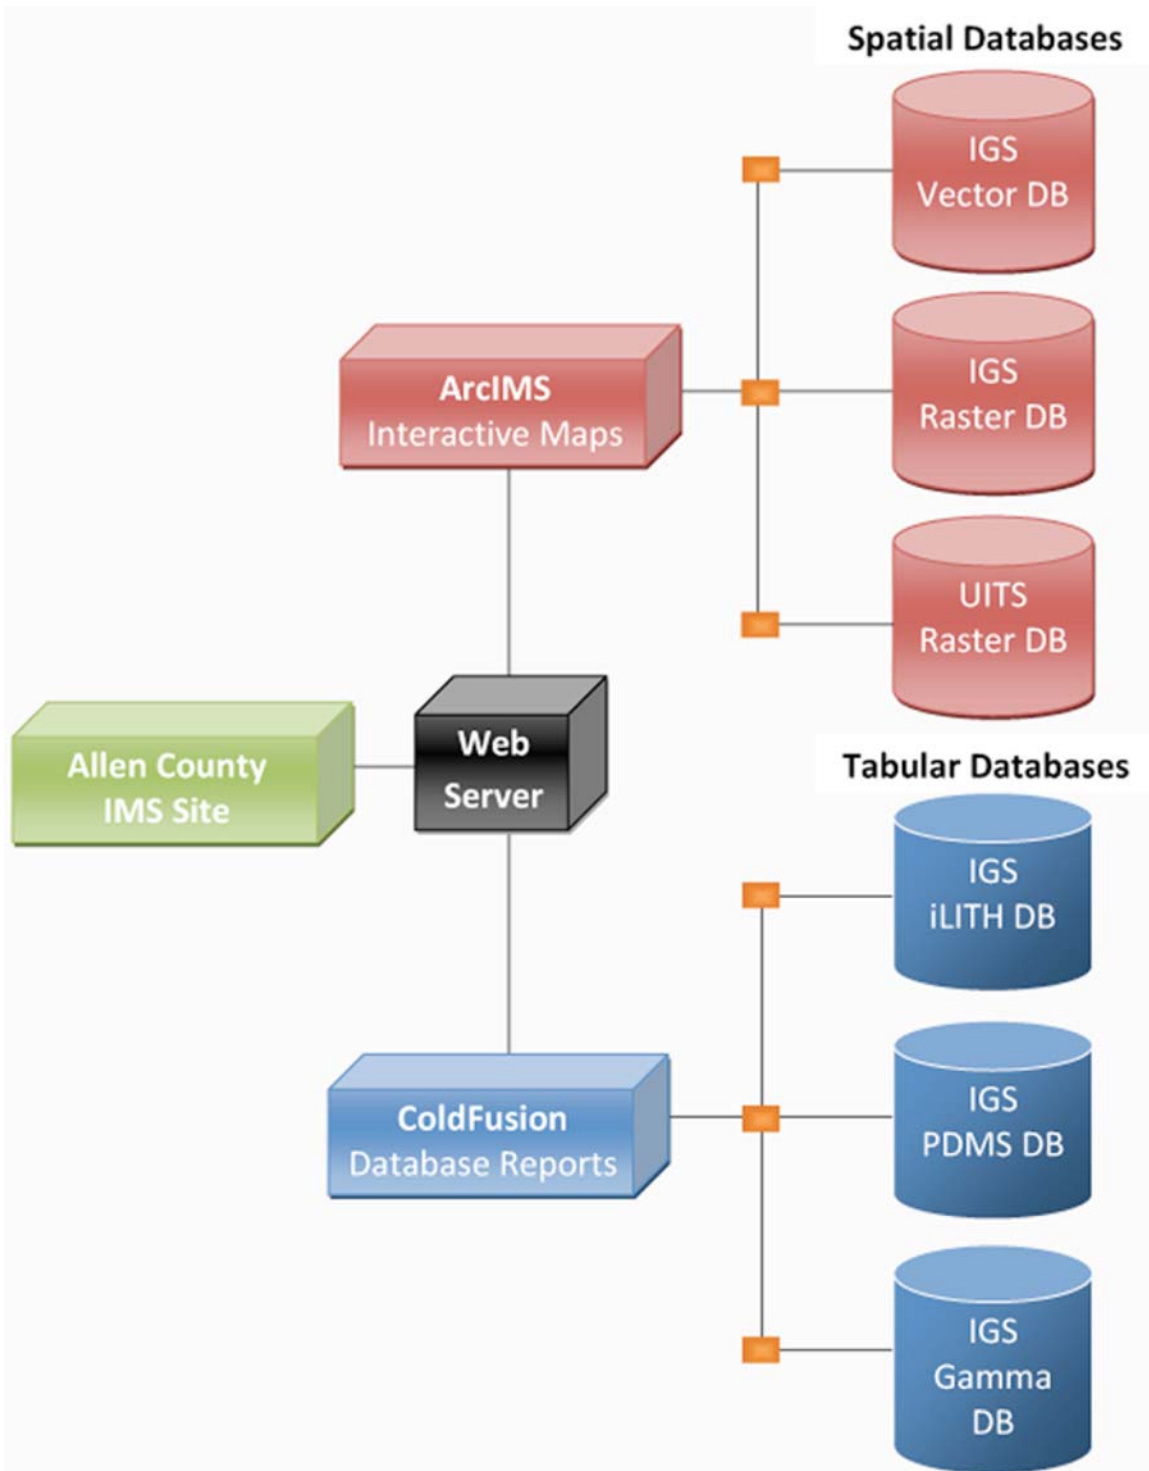 Spatial Databases
IGS
Vector DB
ArcIMS
Interactive Maps
IGS
Raster DB
UITS
Raster DB
Allen County
IMS Site
Web
Server
Tabular Databases
IGS
iLITH DB
ColdFusion
Database Reports
IGS
PDMS DB
IGS
Gamma
DB